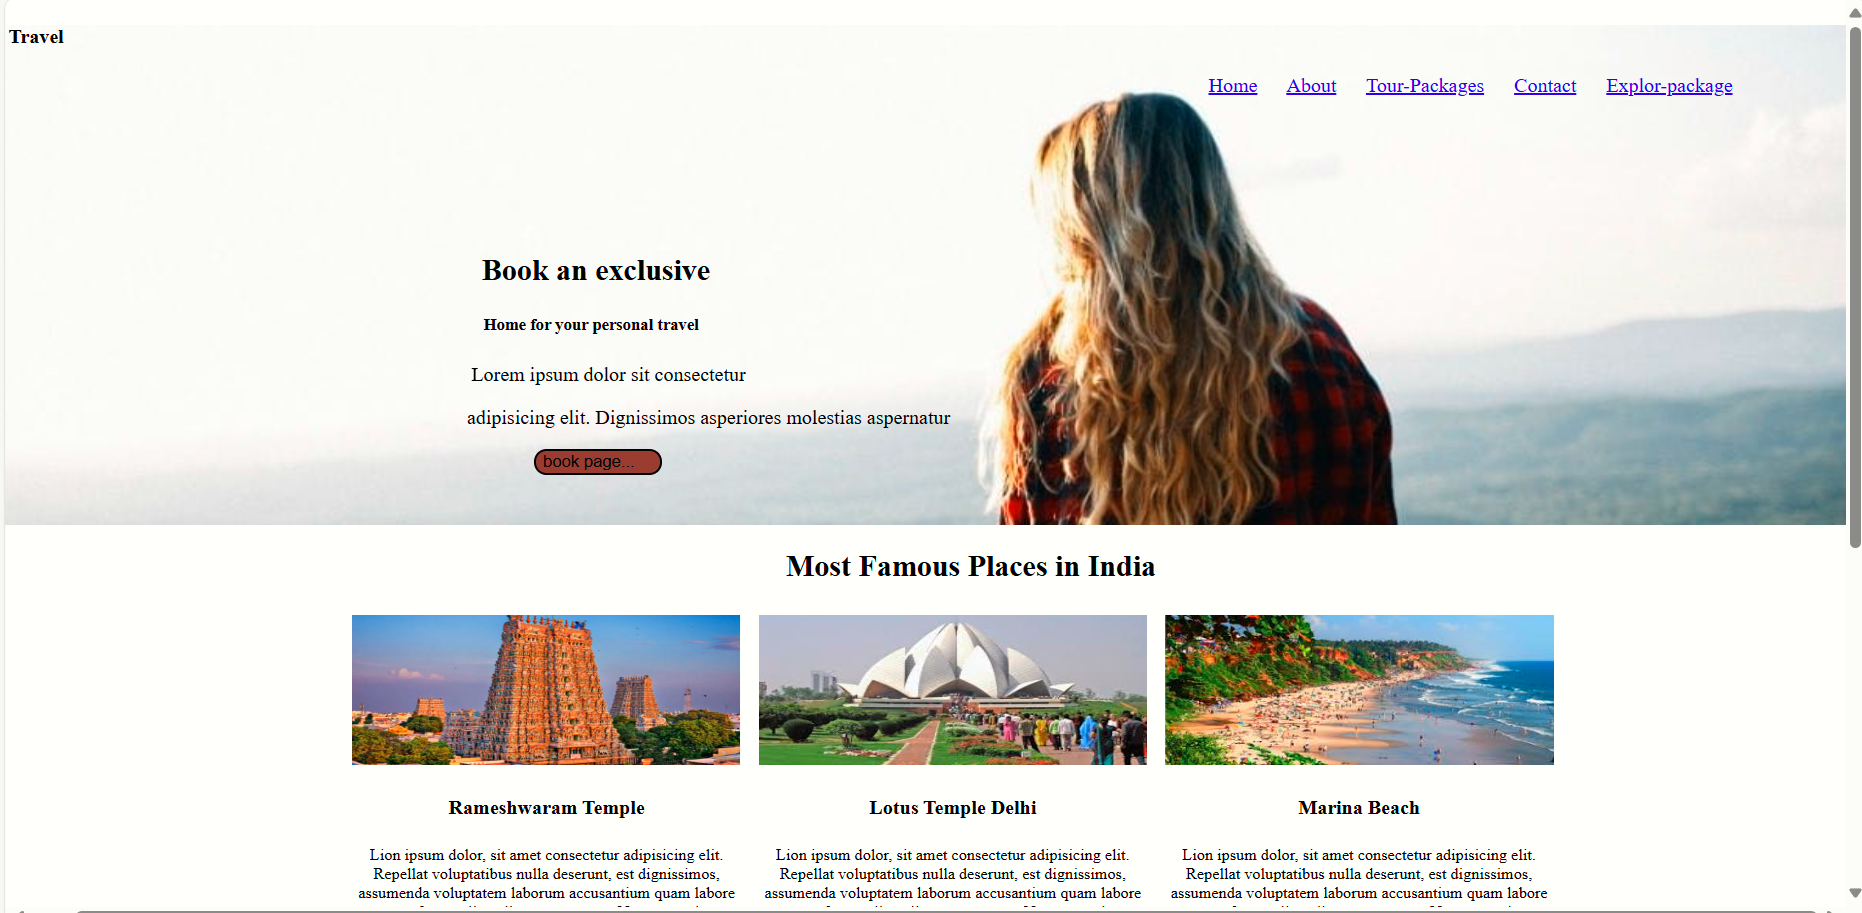 Travel
Home About Tour-Packages Contact Explor-package
Book an exclusive
Home for your personal travel
Lorem ipsum dolor sit consectetur
adipisicing elit. Dignissimos asperiores molestias aspernatur
book page...
Most Famous Places in India
Rameshwaram Temple
Lion ipsum dolor, sit amet consectetur adipisicing elit.
Repellat voluptatibus nulla deserunt, est dignissimos,
assumenda voluptatem laborum accusantium quam labore
Lotus Temple Delhi
Lion ipsum dolor, sit amet consectetur adipisicing elit.
Repellat voluptatibus nulla deserunt, est dignissimos,
assumenda voluptatem laborum accusantium quam labore
Marina Beach
Lion ipsum dolor, sit amet consectetur adipisicing elit.
Repellat voluptatibus nulla deserunt, est dignissimos,
assumenda voluptatem laborum accusantium quam labore